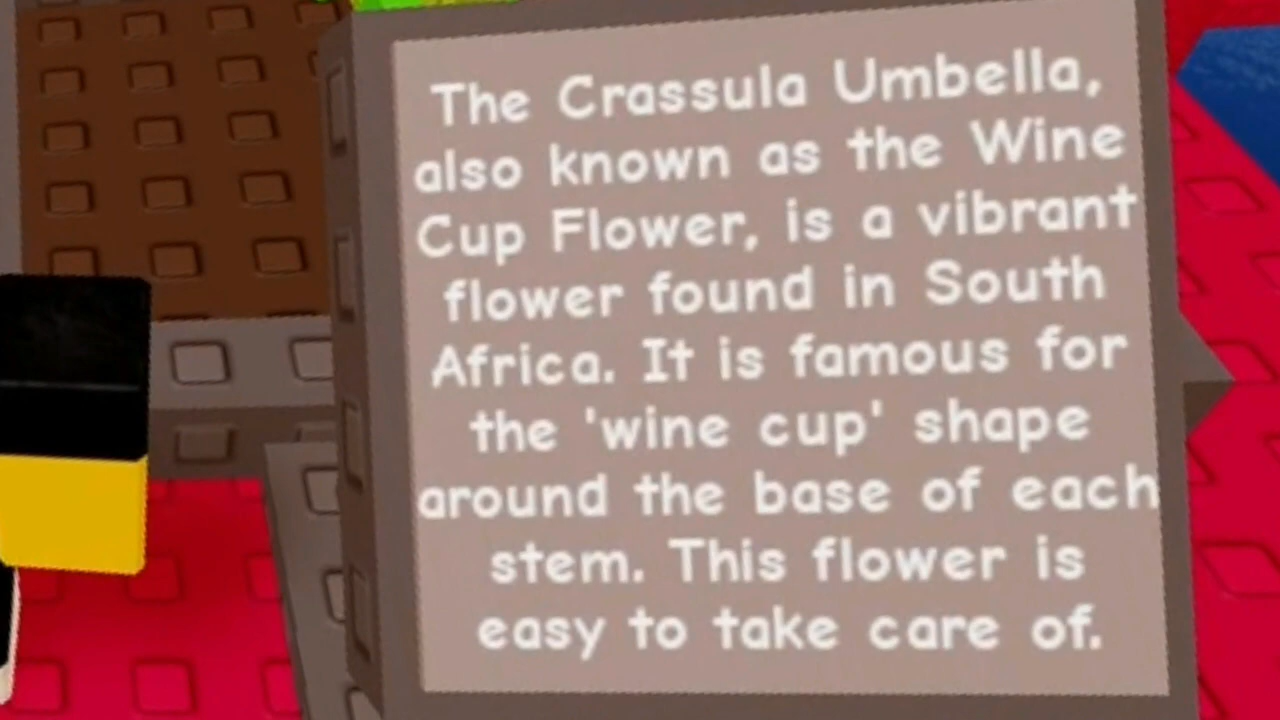 The Crassula Umbella,
also known as the Wine
Cup Flower, is a vibrant
flower found in South
Africa. It is famous for
the 'wine cup' shape
around the base of each
stem. This flower is
easy to take care of.